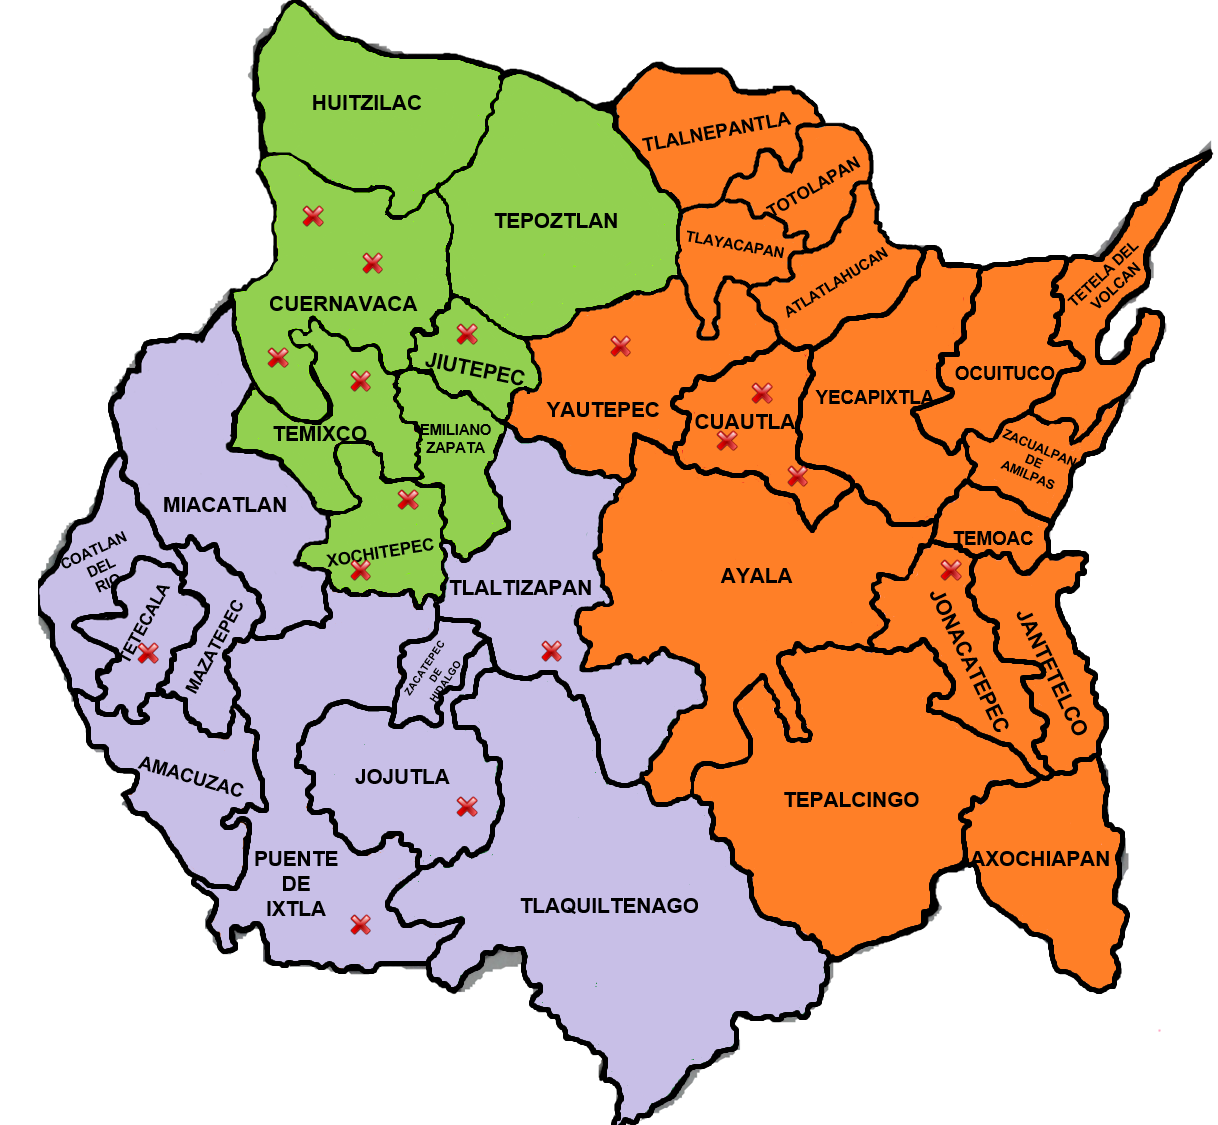 HUITZILAC
TLALNEPANTLA
TOTOLAPAN
TEPOZTLAN
TLAYACAPAN
ATLATLAHUCAN
TETELA DEL
VOLCAN
CUERNAVACA
JIUTEPEC
OCUITUCO
YECAPIXTLA
YAUTEPEC
CUAUTLA
TEMIXCO
EMILIANO
ZAPATA
ZACUALPAN
DE
AMILPAS
MIACATLAN
TEMOAC
COATLAN
DEL
RIO
XOCHITEPEC
TLALTIZAPAN
AYALA
TETECALA
MAZATEPEC
ZACATEPEC
DE
HIDALGO
JONACATEPEC
JANTETELCO
AMACUZAC
JOJUTLA
TEPALCINGO
PUENTE
DE
IXTLA
AXOCHIAPAN
TLAQUILTENAGO